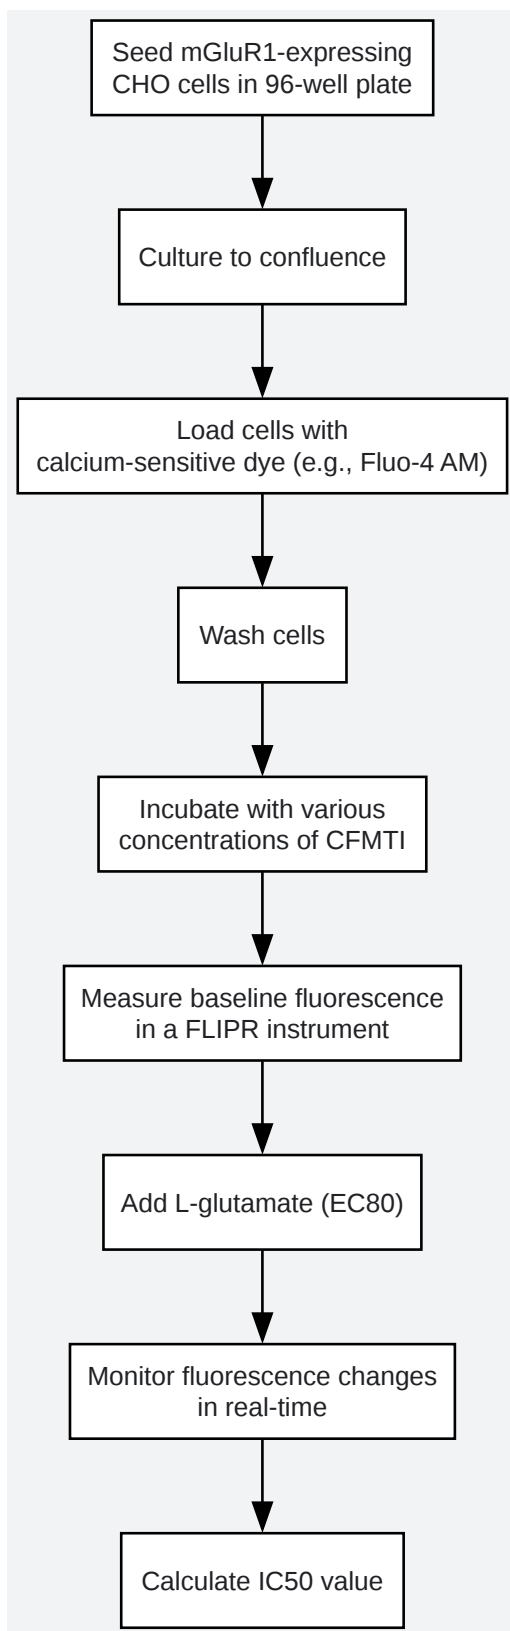 Seed mGluR1-expressing
CHO cells in 96-well plate
Culture to confluence
Load cells with
calcium-sensitive dye (e.g., Fluo-4 AM)
Wash cells
Incubate with various
concentrations of CFMTI
Measure baseline fluorescence
in a FLIPR instrument
Add L-glutamate (EC80)
Monitor fluorescence changes
in real-time
Calculate IC50 value